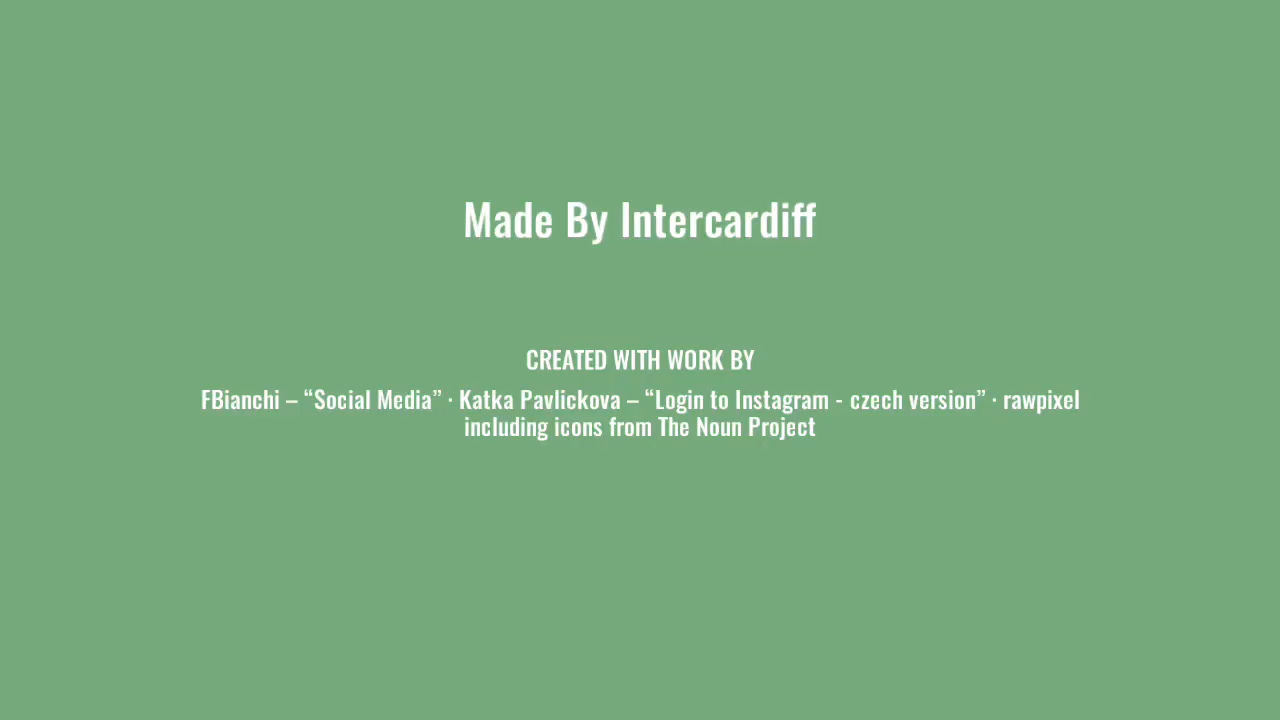 Made By Intercardiff
CREATED WITH WORK BY
FBianchi – “Social Media” · Katka Pavlickova – “Login to Instagram - czech version” · rawpixel
including icons from The Noun Project